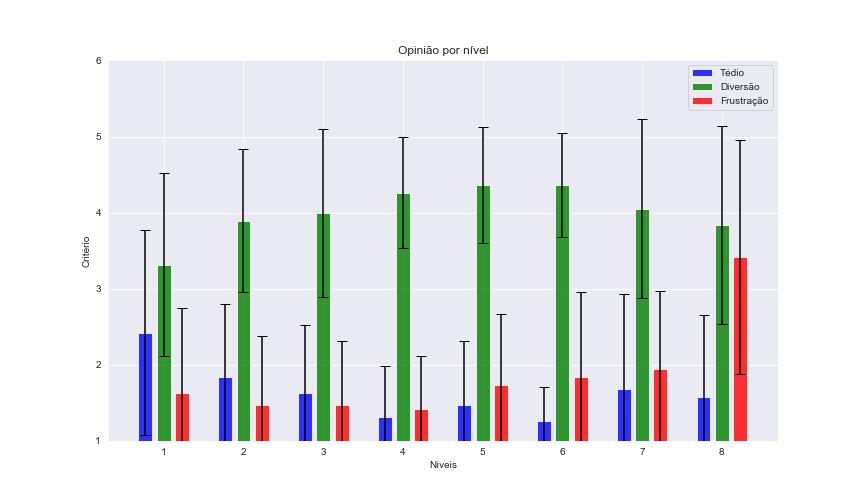 Opinião por nível
6
5
4
3
2
1
Critério
Tédio
Diversão
Frustração
1 2 3 4 5 6 7 8
Níveis